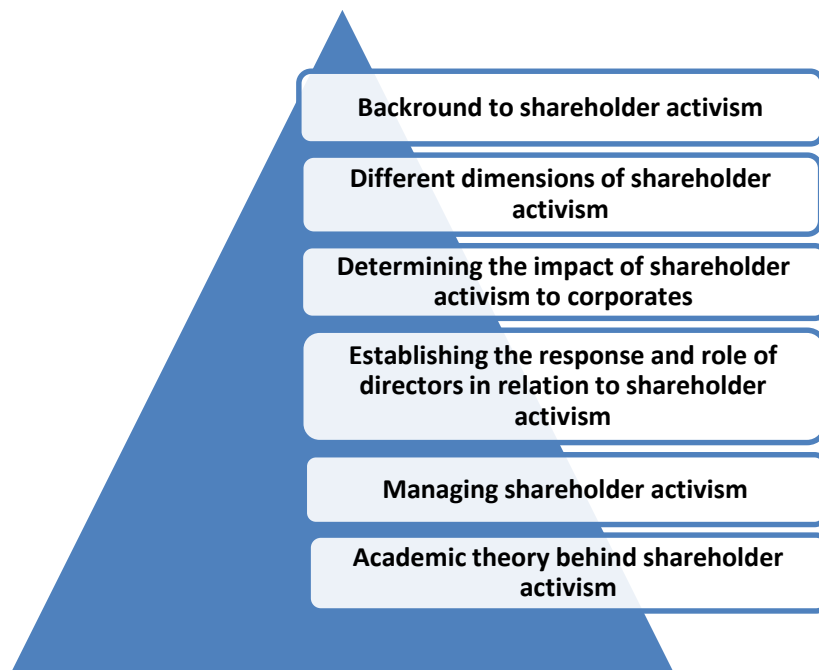 Backround to shareholder activism
Different dimensions of shareholder
activism
Determining the impact of shareholder
activism to corporates
Establishing the response and role of
directors in relation to shareholder
activism
Managing shareholder activism
Academic theory behind shareholder
activism